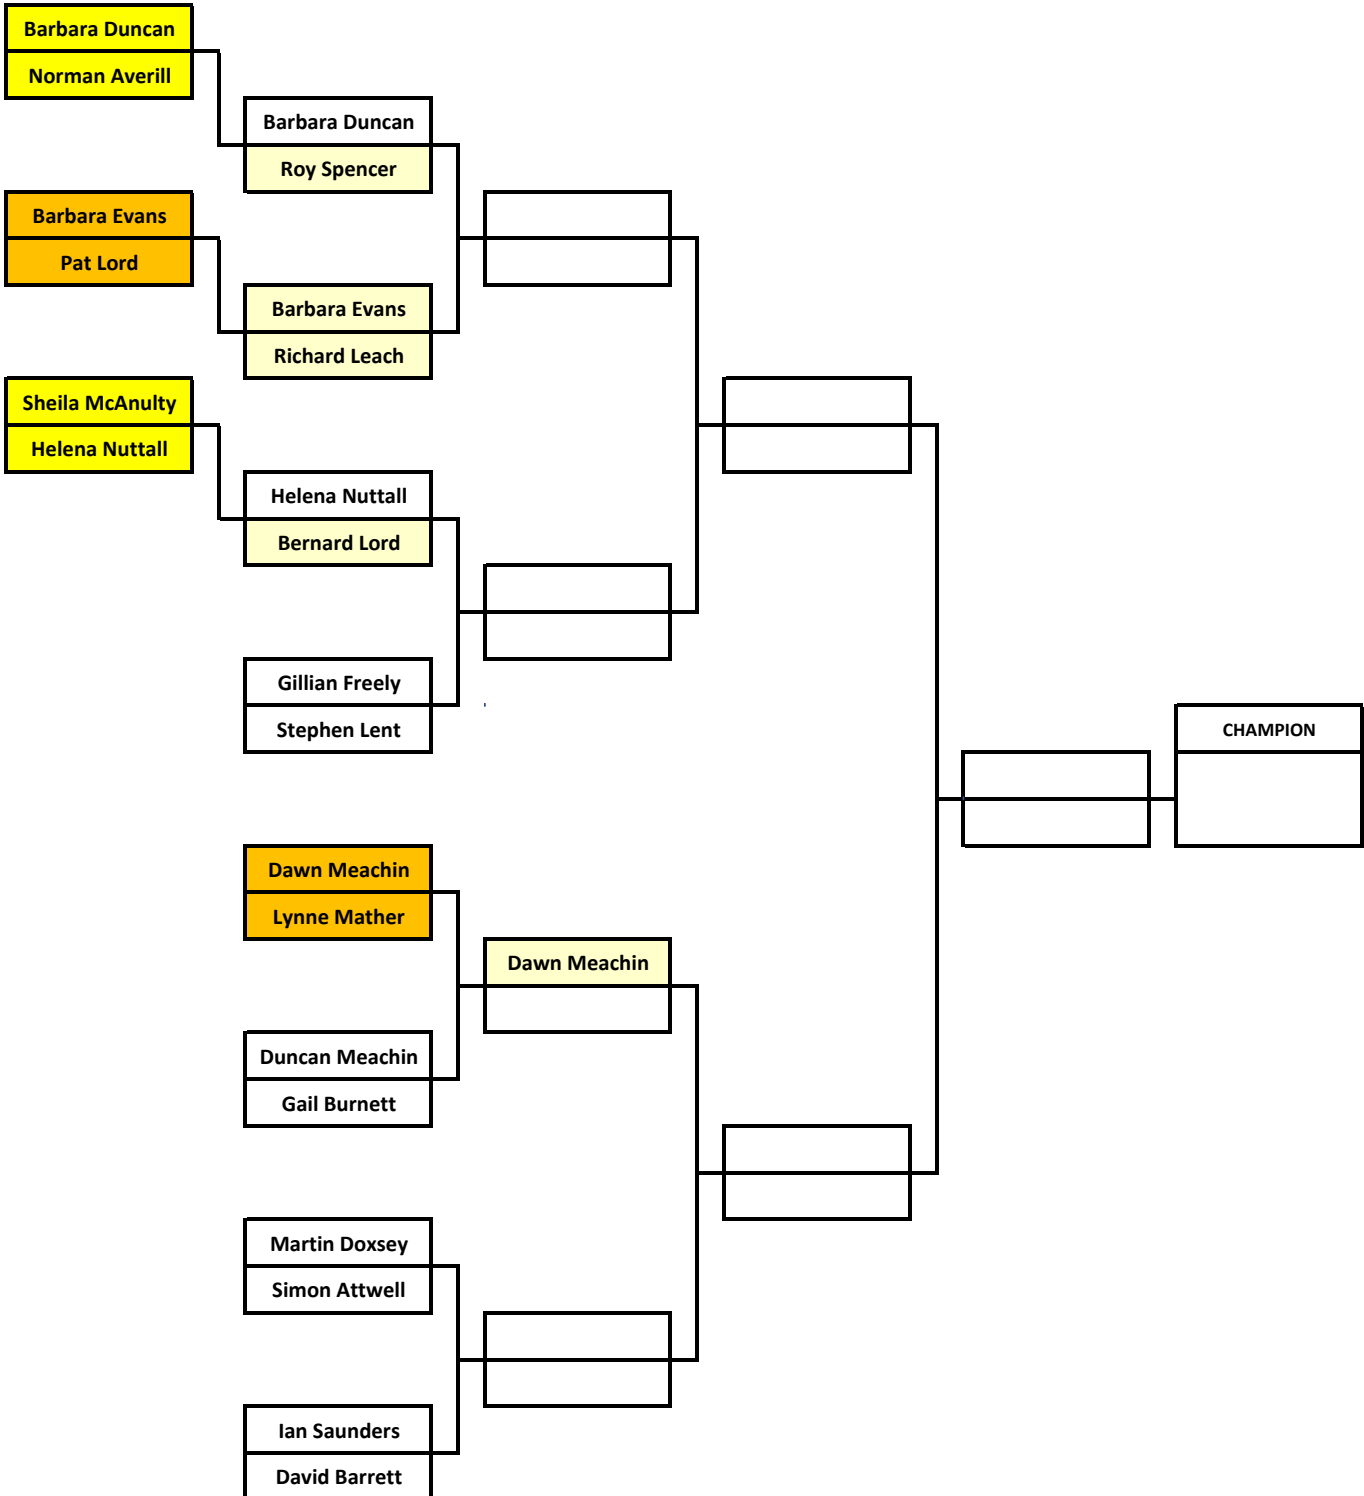 Barbara Duncan
Norman Averill
Barbara Duncan
Roy Spencer
Barbara Evans
Pat Lord
Barbara Evans
Richard Leach
Sheila McAnulty
Helena Nuttall
Helena Nuttall
Bernard Lord
Gillian Freely
Stephen Lent
CHAMPION
Dawn Meachin
Lynne Mather
Dawn Meachin
Duncan Meachin
Gail Burnett
Martin Doxsey
Simon Attwell
Ian Saunders
David Barrett